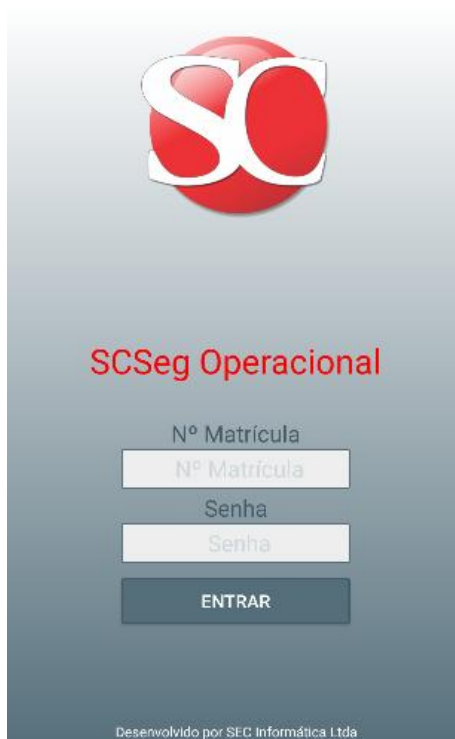 SC
SCSeg Operacional
Nº Matrícula
Nº Matrícula
Senha
Senha
ENTRAR
Desenvolvido por SEC Informática Ltda